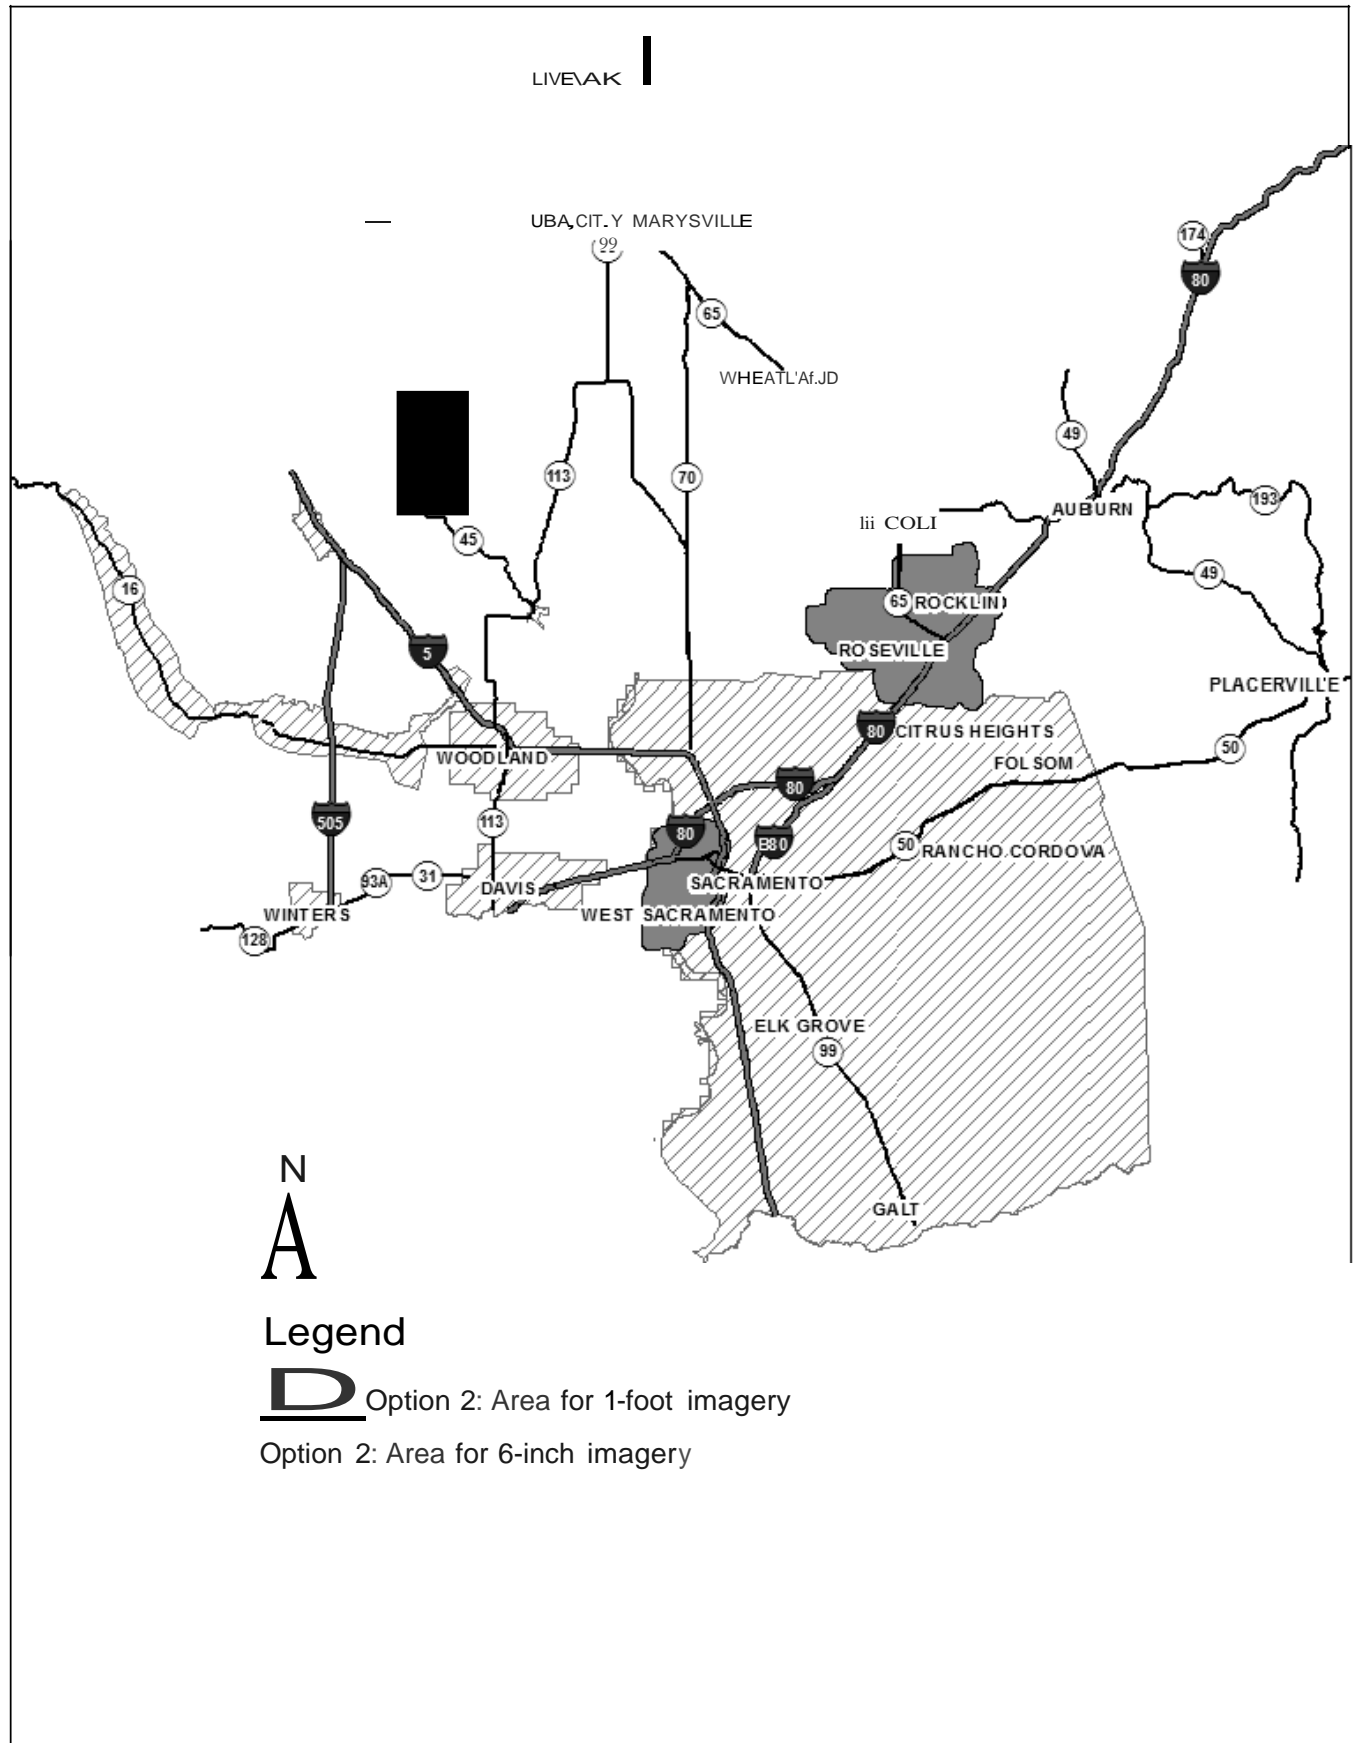 LIVE\AK
UBA,CIT.Y MARYSVILLE
99
174
80
65
WHEATL'Af.JD
49
113
70
193
AUBURN
lii COLI
45
49
16
65 ROCKLIN
5
ROSEVILLE
PLACERVILLE
80 CITRUS HEIGHTS
50
WOODLAND
FOLSOM
80
505
113
80
B80
50 RANCHO CORDOVA
93A
31
DAVIS
SACRAMENTO
WINTERS
WEST SACRAMENTO
128
ELK GROVE
99
GALT
N
A
Legend
D Option 2: Area for 1-foot imagery
Option 2: Area for 6-inch imagery